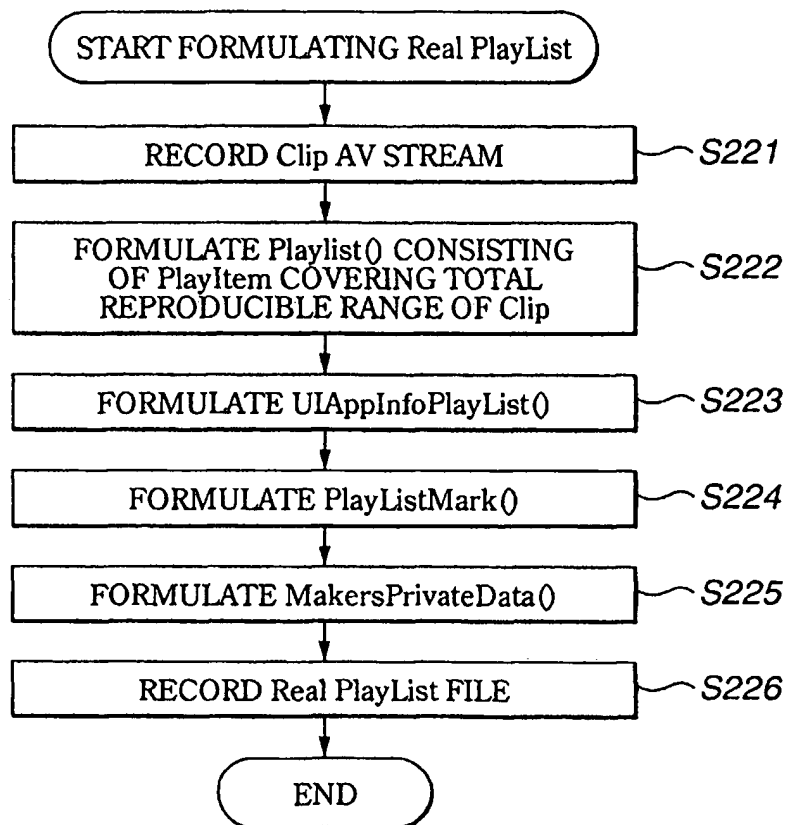 START FORMULATING Real PlayList
RECORD Clip AV STREAM
S221
FORMULATE Playlist() CONSISTING
OF PlayItem COVERING TOTAL
REPRODUCIBLE RANGE OF Clip
S222
FORMULATE UIAppInfoPlayList()
S223
FORMULATE PlayListMark()
S224
FORMULATE MakersPrivateData()
S225
RECORD Real PlayList FILE
S226
END